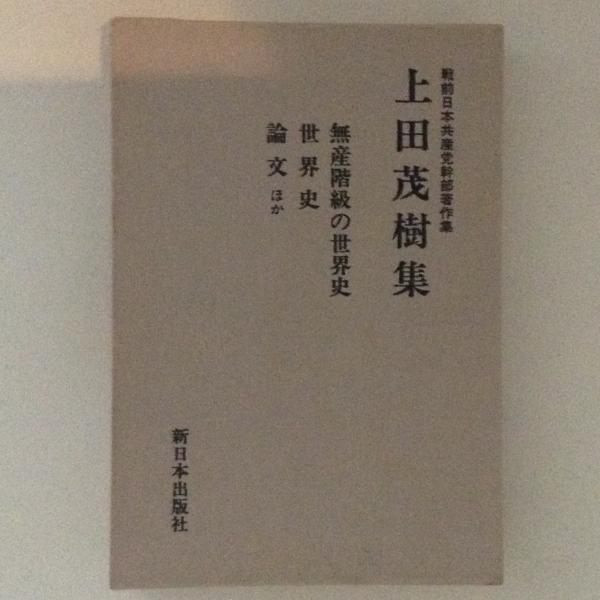 戦前日本共産党幹部著作集
上田茂樹集
無産階級の世界史
世界史
論文ほか
新日本出版社